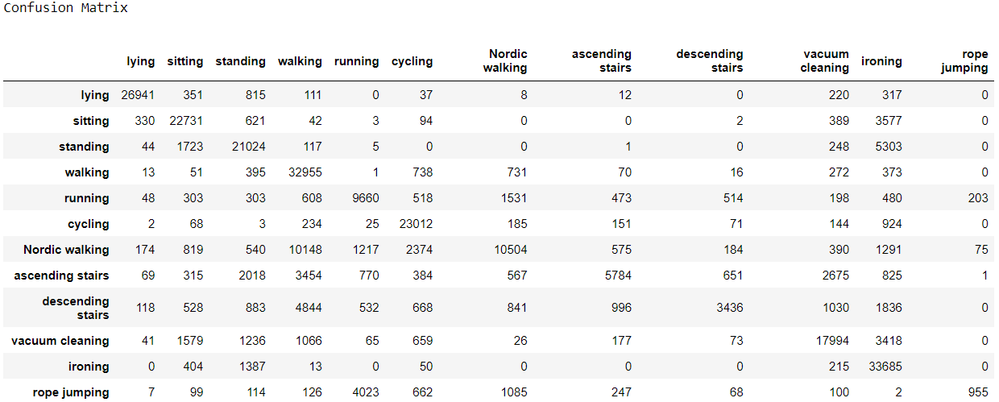 Confusion Matrix
lying sitting standing walking running cycling Nordic walking ascending stairs descending stairs vacuum cleaning ironing rope jumping
lying 26941 351 815 111 0 37 8 12 0 220 317 0
sitting 330 22731 621 42 3 94 0 0 2 389 3577 0
standing 44 1723 21024 117 5 0 0 1 0 248 5303 0
walking 13 51 395 32955 1 738 731 70 16 272 373 0
running 48 303 303 608 9660 518 1531 473 514 198 480 203
cycling 2 68 3 234 25 23012 185 151 71 144 924 0
Nordic walking 174 819 540 10148 1217 2374 10504 575 184 390 1291 75
ascending stairs 69 315 2018 3454 770 384 567 5784 651 2675 825 1
descending stairs 118 528 883 4844 532 668 841 996 3436 1030 1836 0
vacuum cleaning 41 1579 1236 1066 65 659 26 177 73 17994 3418 0
ironing 0 404 1387 13 0 50 0 0 0 215 33685 0
rope jumping 7 99 114 126 4023 662 1085 247 68 100 2 955